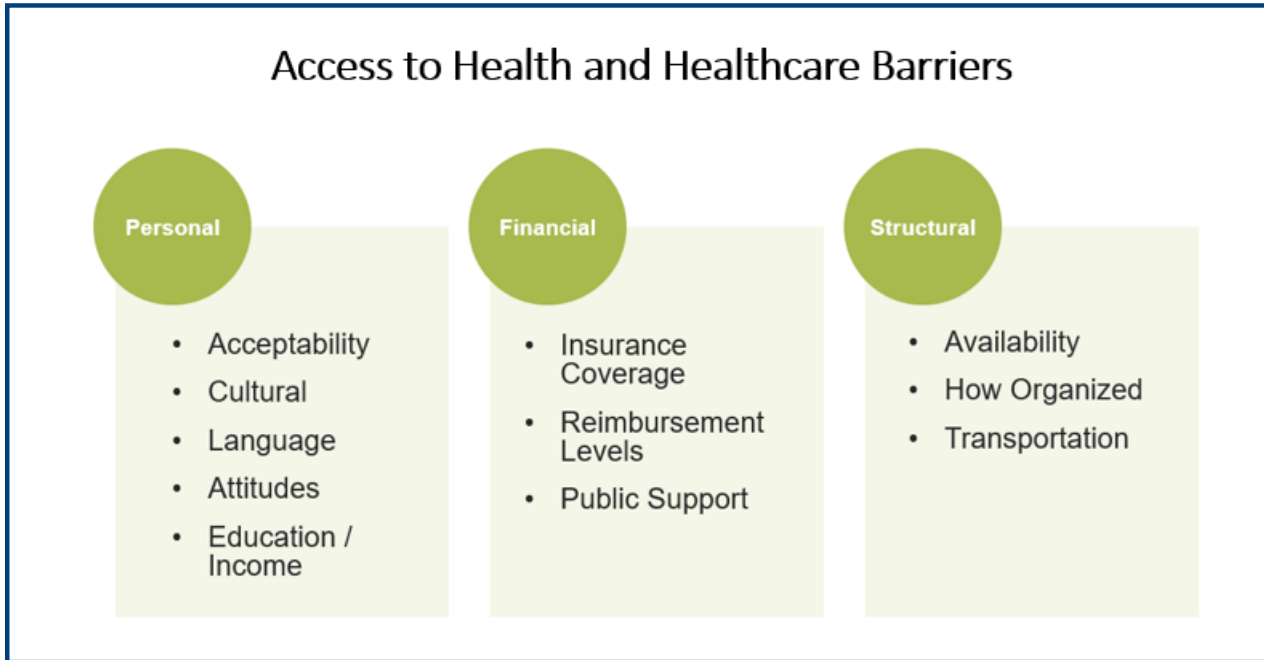 Access to Health and Healthcare Barriers
Personal
• Acceptability
• Cultural
• Language
• Attitudes
• Education /
Income
Financial
• Insurance
Coverage
• Reimbursement
Levels
• Public Support
Structural
• Availability
• How Organized
• Transportation